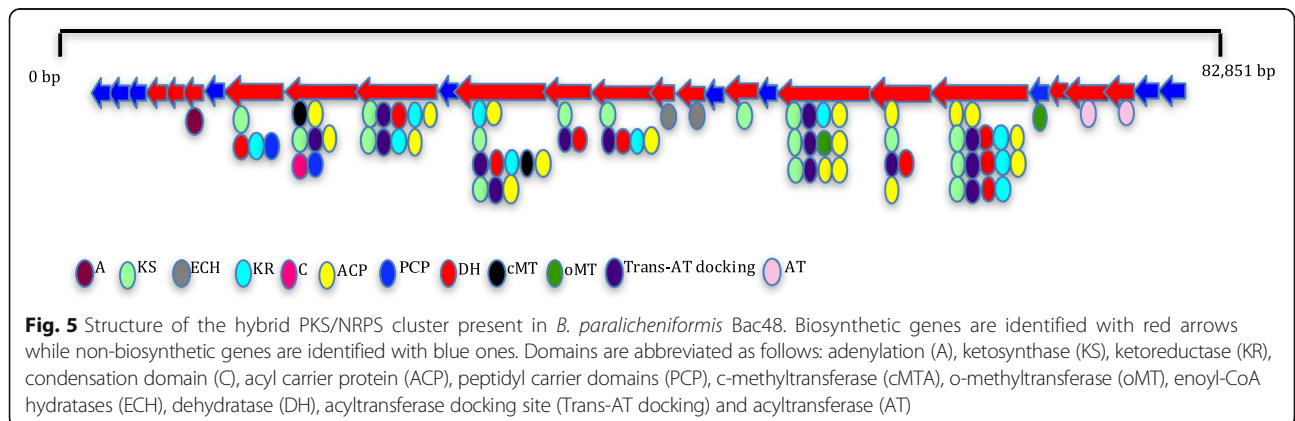 0 bp
82,851 bp
A KS ECH KR C ACP PCP DH cMT oMT Trans-AT docking AT
Fig. 5 Structure of the hybrid PKS/NRPS cluster present in B. paralicheniformis Bac48. Biosynthetic genes are identified with red arrows
while non-biosynthetic genes are identified with blue ones. Domains are abbreviated as follows: adenylation (A), ketosynthase (KS), ketoreductase (KR),
condensation domain (C), acyl carrier protein (ACP), peptidyl carrier domains (PCP), c-methyltransferase (cMTA), o-methyltransferase (oMT), enoyl-CoA
hydratases (ECH), dehydratase (DH), acyltransferase docking site (Trans-AT docking) and acyltransferase (AT)